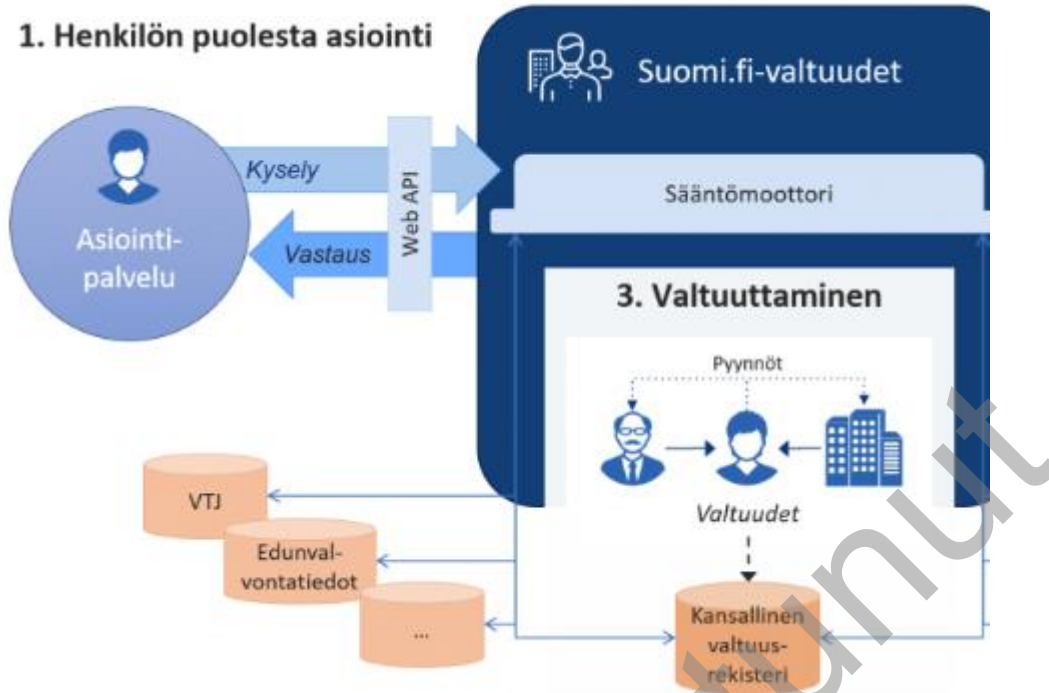 1. Henkilön puolesta asiointi
Suomi.fi-valtuudet
Kysely
Web API
Sääntömoottori
Asiointi-
palvelu
Vastaus
3. Valtuuttaminen
Pyynnöt
Valtuudet
VTJ
Edunval-
vontatiedot
...
Kansallinen
valtuus-
rekisteri